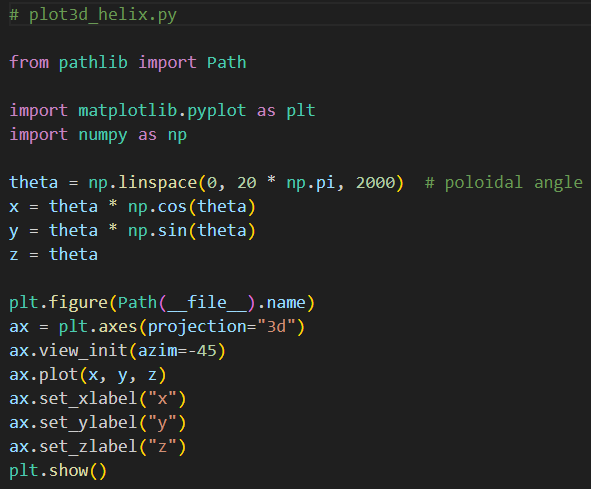 # plot3d_helix.py

from pathlib import Path

import matplotlib.pyplot as plt
import numpy as np

theta = np.linspace(0, 20 * np.pi, 2000)  # poloidal angle
x = theta * np.cos(theta)
y = theta * np.sin(theta)
z = theta

plt.figure(Path(__file__).name)
ax = plt.axes(projection="3d")
ax.view_init(azim=-45)
ax.plot(x, y, z)
ax.set_xlabel("x")
ax.set_ylabel("y")
ax.set_zlabel("z")
plt.show()